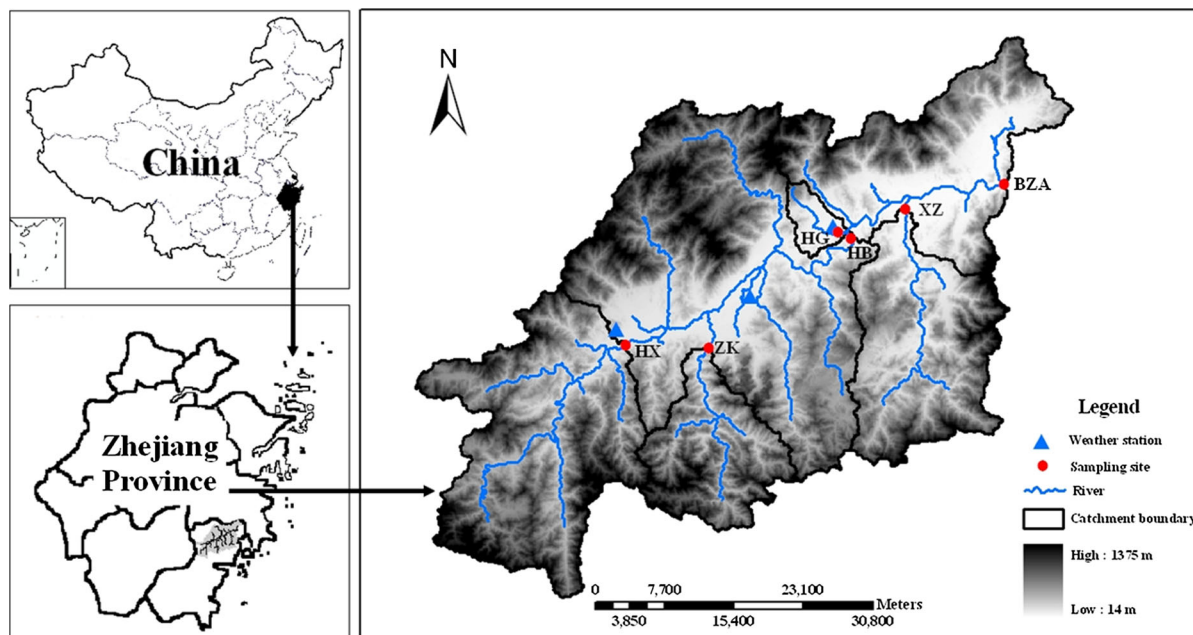 China
Zhejiang
Province
N
BZA
XZ
HG
HB
HX
ZK
Legend
Weather station
Sampling site
River
Catchment boundary
High : 1375 m
Low : 14 m
0 7,700 23,100
Meters
3,850 15,400 30,800